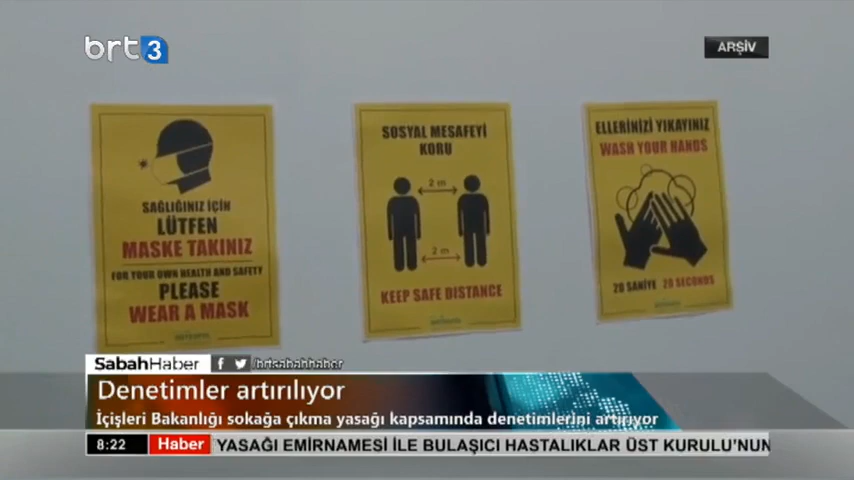 brt 3
ARŞİV
SAĞLIĞINIZ İÇİN
LÜTFEN
MASKE TAKINIZ
FOR YOUR OWN HEALTH AND SAFETY
PLEASE
WEAR A MASK
SOSYAL MESAFEYİ
KORU
2 m
2 m
KEEP SAFE DISTANCE
ELLERİNİZİ YIKAYINIZ
WASH YOUR HANDS
20 SANİYE 20 SECONDS
SabahHaber
/brtsabahhaber
Denetimler artırılıyor
İçişleri Bakanlığı sokağa çıkma yasağı kapsamında denetimlerini artırıyor
8:22 Haber YASAĞI EMİRNAMESİ İLE BULAŞICI HASTALIKLAR ÜST KURULU'NUN